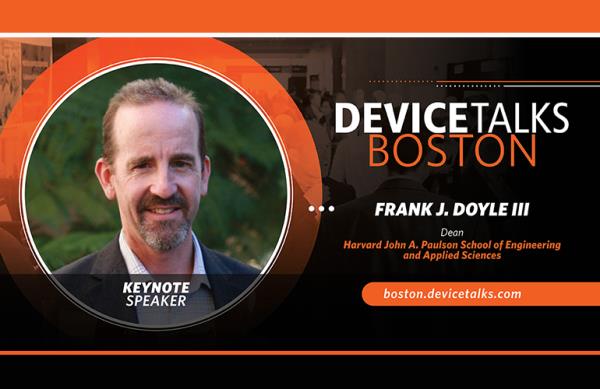 DEVICETALKS
BOSTON
FRANK J. DOYLE III
Dean
Harvard John A. Paulson School of Engineering
and Applied Sciences
boston.devicetalks.com
KEYNOTE
SPEAKER